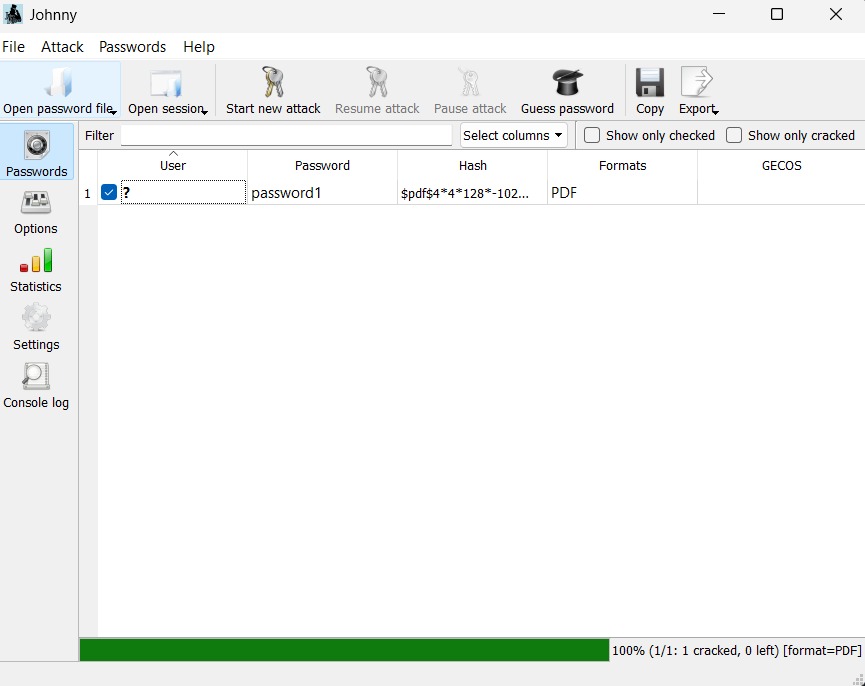 Johnny
File Attack Passwords Help
Open password file Open session Start new attack Resume attack Pause attack Guess password Copy Export
Filter Select columns Show only checked Show only cracked
Passwords
User Password Hash Formats GECOS
1 ? password1 $pdf$4*4*128*-102... PDF
Options
Statistics
Settings
Console log
100% (1/1: 1 cracked, 0 left) [format=PDF]